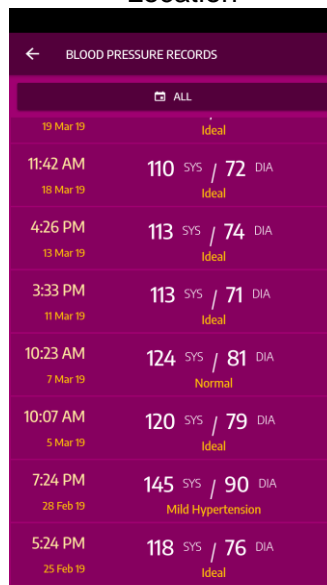 Location
BLOOD PRESSURE RECORDS
ALL
19 Mar 19
Ideal
11:42 AM 110 SYS / 72 DIA
18 Mar 19 Ideal
4:26 PM 113 SYS / 74 DIA
13 Mar 19 Ideal
3:33 PM 113 SYS / 71 DIA
11 Mar 19 Ideal
10:23 AM 124 SYS / 81 DIA
7 Mar 19 Normal
10:07 AM 120 SYS / 79 DIA
5 Mar 19 Ideal
7:24 PM 145 SYS / 90 DIA
28 Feb 19 Mild Hypertension
5:24 PM 118 SYS / 76 DIA
25 Feb 19 Ideal